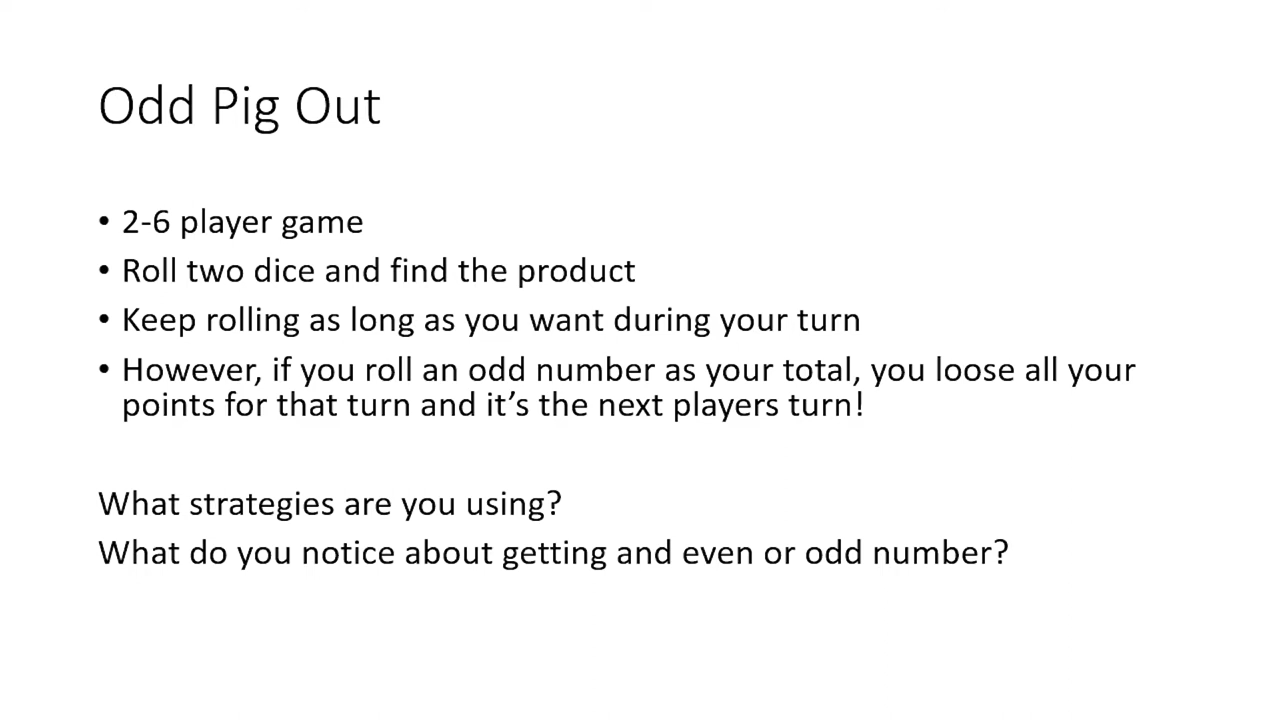 Odd Pig Out
• 2-6 player game
• Roll two dice and find the product
• Keep rolling as long as you want during your turn
• However, if you roll an odd number as your total, you loose all your
points for that turn and it’s the next players turn!
What strategies are you using?
What do you notice about getting and even or odd number?